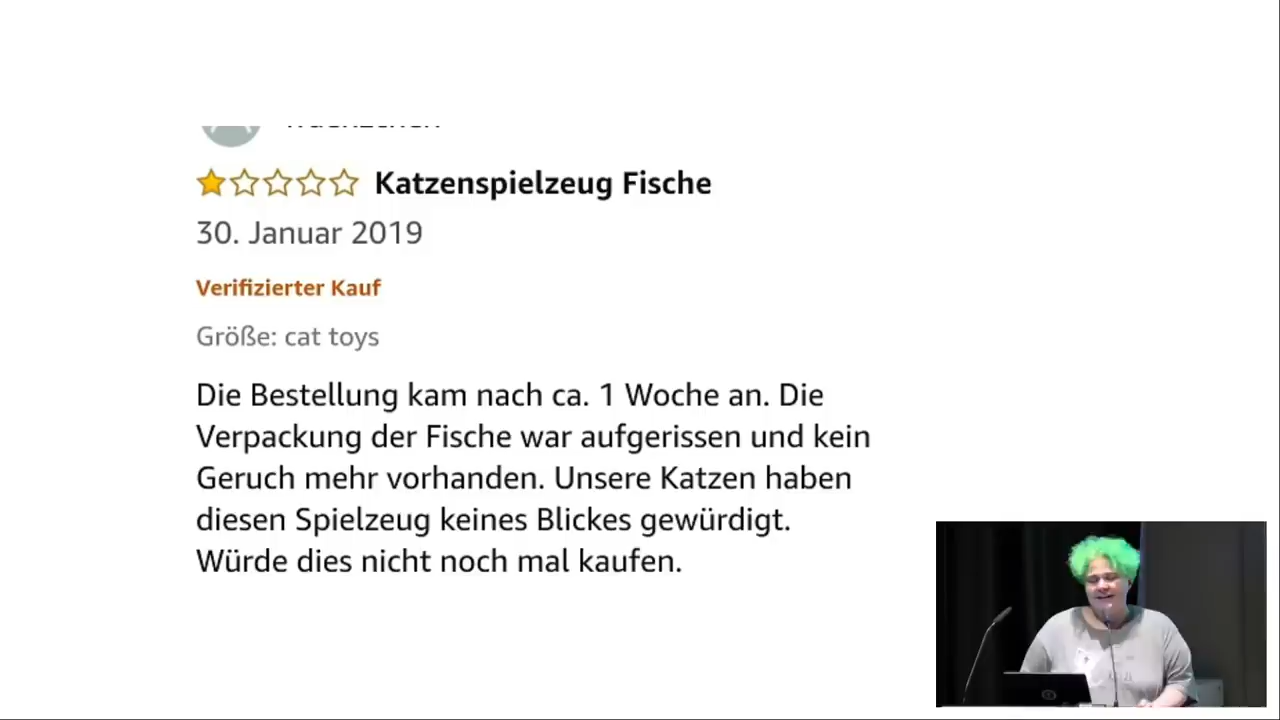 Katzenspielzeug Fische
30. Januar 2019
Verifizierter Kauf
Größe: cat toys
Die Bestellung kam nach ca. 1 Woche an. Die
Verpackung der Fische war aufgerissen und kein
Geruch mehr vorhanden. Unsere Katzen haben
diesen Spielzeug keines Blickes gewürdigt.
Würde dies nicht noch mal kaufen.